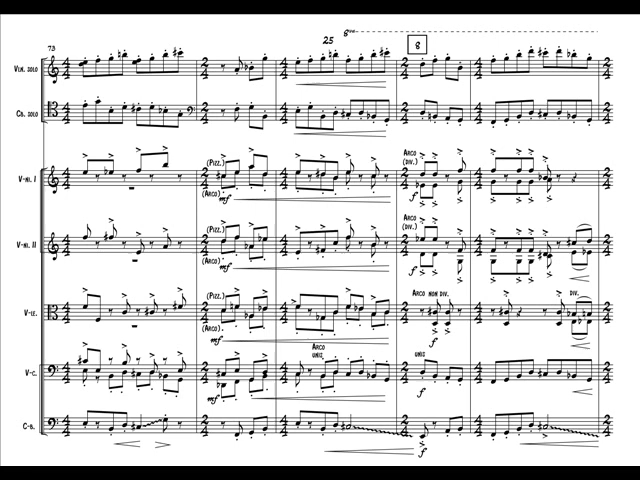 8va
25
73
8
Vln. solo
Cb. solo
Arco
(div.)
(Pizz.)
V-ni. I
(Arco)
mf
f
Arco
(div.)
(Pizz.)
V-ni. II
(Arco)
mf
f
Arco non div.
div.
(Pizz.)
V-le.
(Arco)
mf
f
Arco
unis.
unis
V-c.
mf
f
C-b.
f